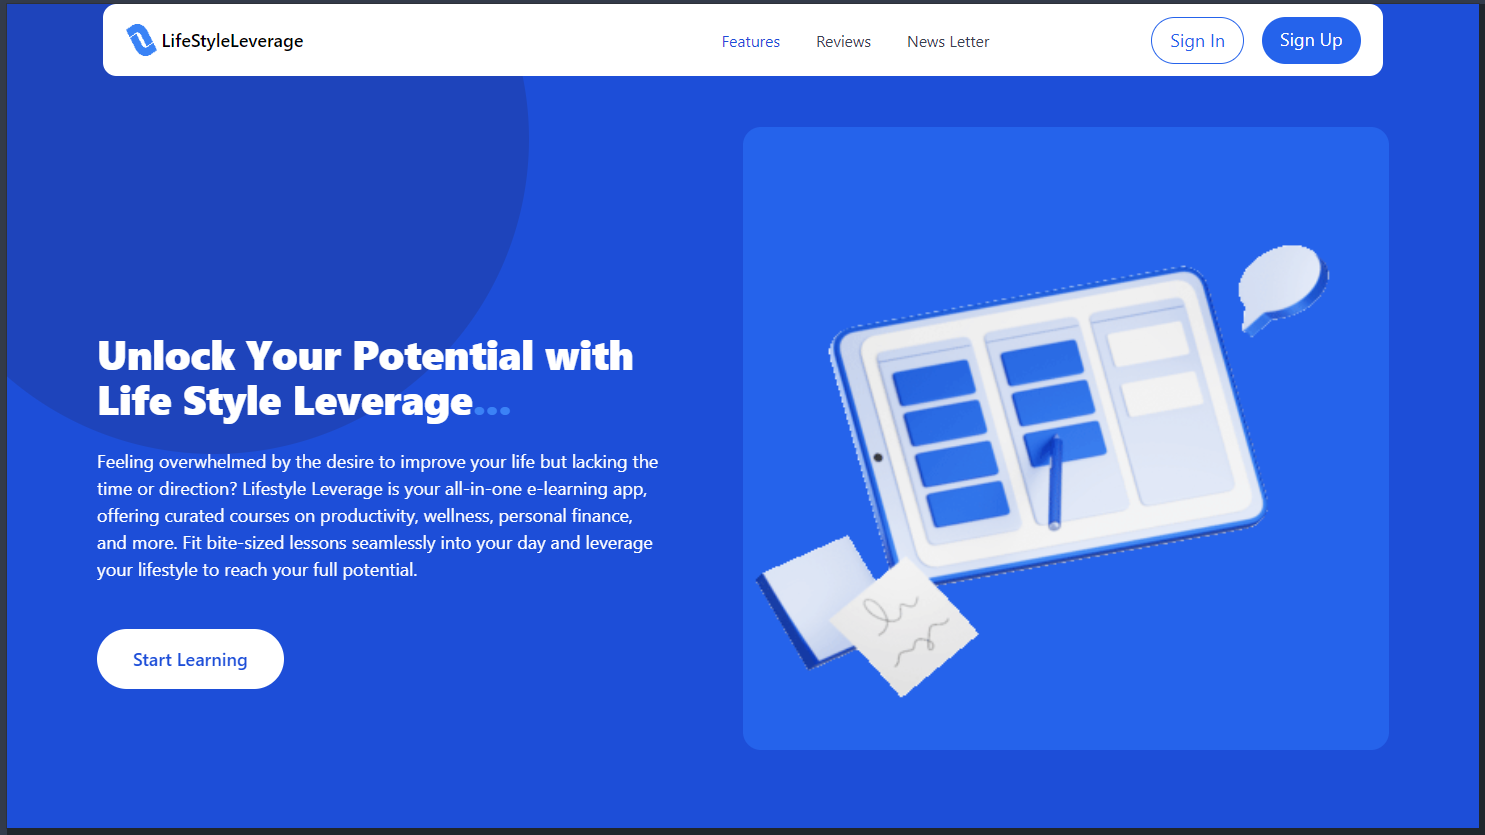 LifeStyleLeverage
Features
Reviews
News Letter
Sign In
Sign Up
Unlock Your Potential with
Life Style Leverage...
Feeling overwhelmed by the desire to improve your life but lacking the
time or direction? Lifestyle Leverage is your all-in-one e-learning app,
offering curated courses on productivity, wellness, personal finance,
and more. Fit bite-sized lessons seamlessly into your day and leverage
your lifestyle to reach your full potential.
Start Learning